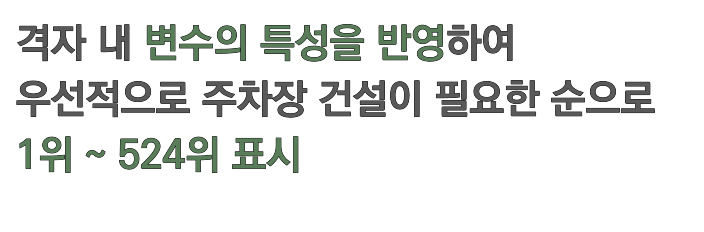 격자 내 변수의 특성을 반영하여
우선적으로 주차장 건설이 필요한 순으로
1위 ~ 524위 표시